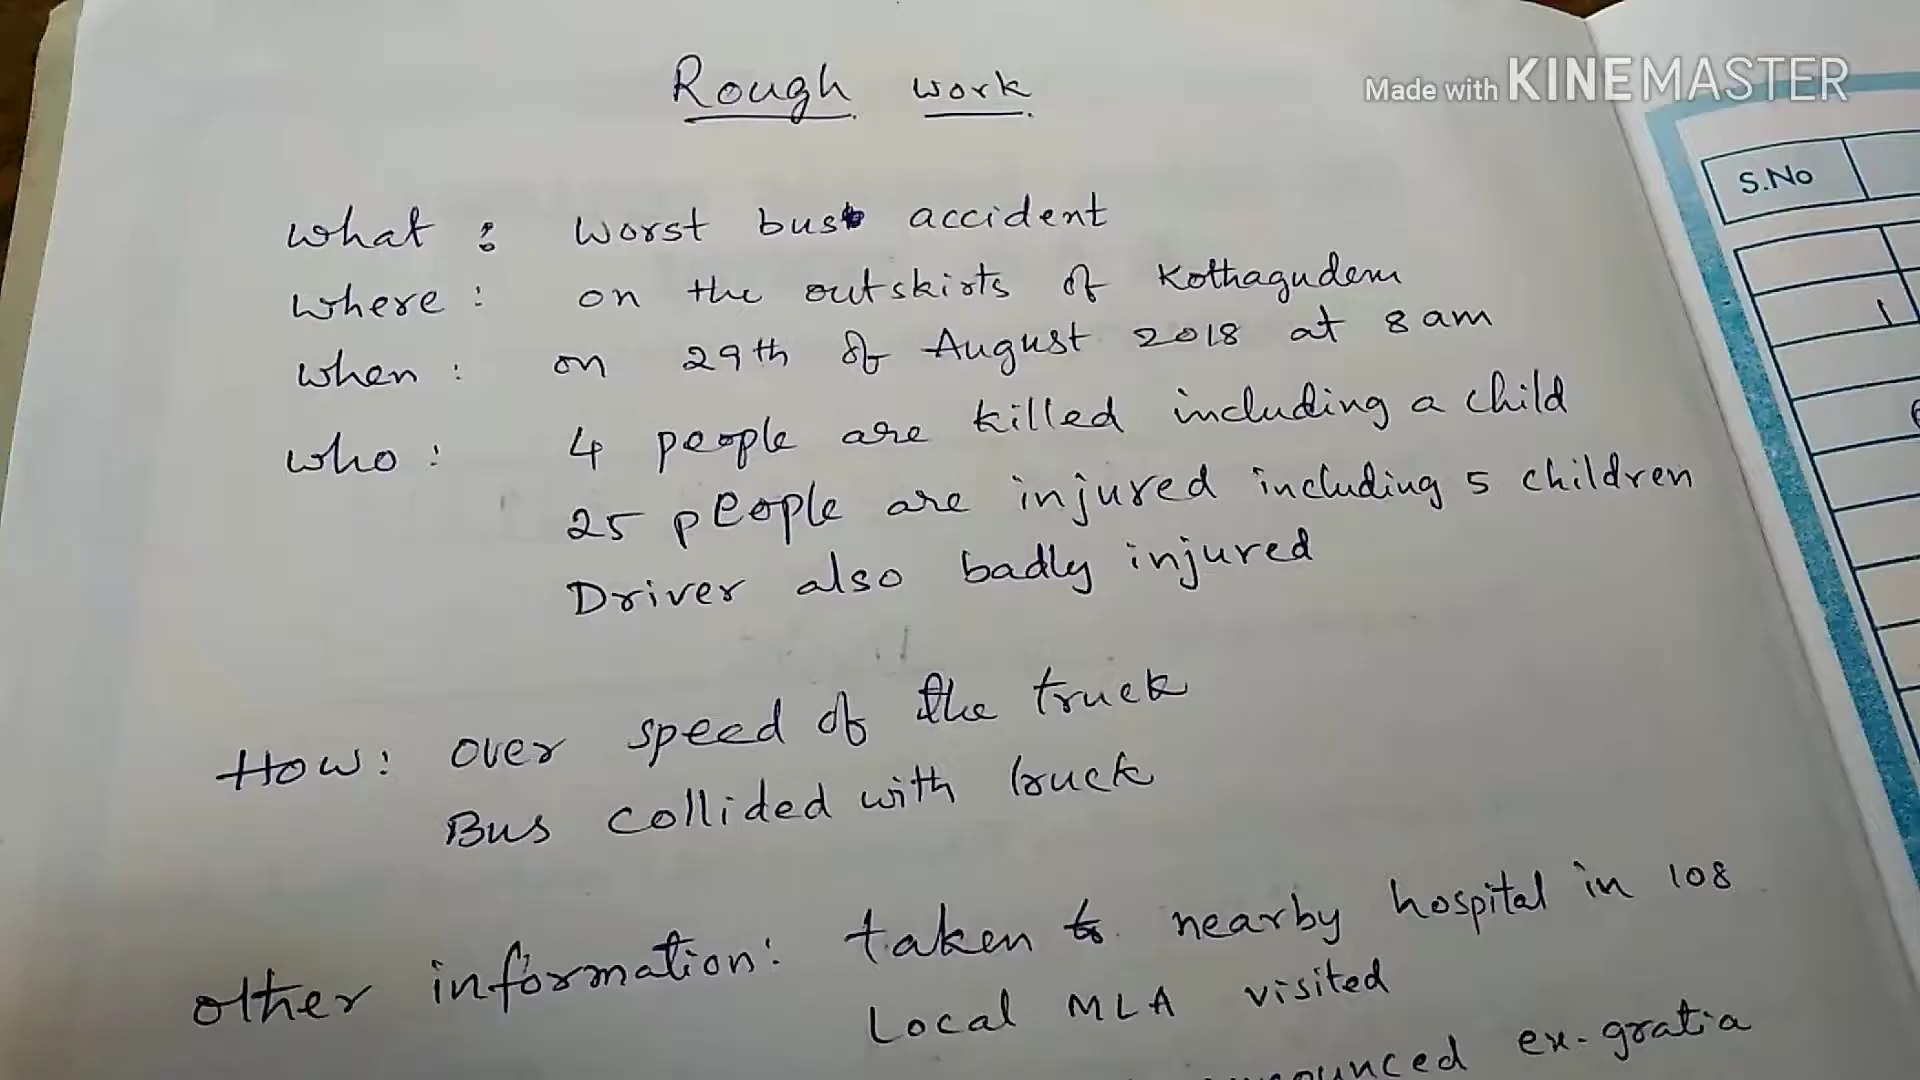 Rough work
Made with KINEMASTER
S.No
1
what : worst bus accident
where : on the outskirts of Kothagudem
when : on 29th of August 2018 at 8 am
who : 4 people are killed including a child
25 people are injured including 5 children
Driver also badly injured
How : over speed of the truck
Bus collided with truck
other information : taken to nearby hospital in 108
Local MLA visited
ex-gratia